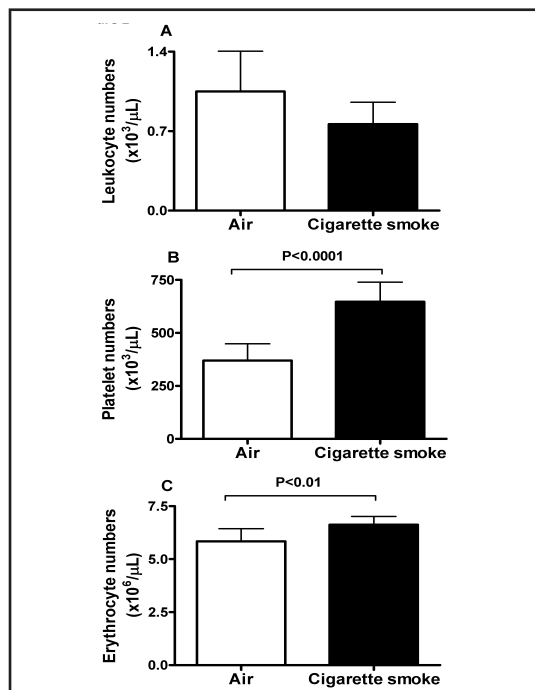 A
Leukocyte numbers
(x10³/µL)
1.4
0.7
0.0
Air Cigarette smoke
B
P<0.0001
Platelet numbers
(x10³/µL)
750
500
250
0
Air Cigarette smoke
C
P<0.01
Erythrocyte numbers
(x10⁶/µL)
7.5
5.0
2.5
0.0
Air Cigarette smoke